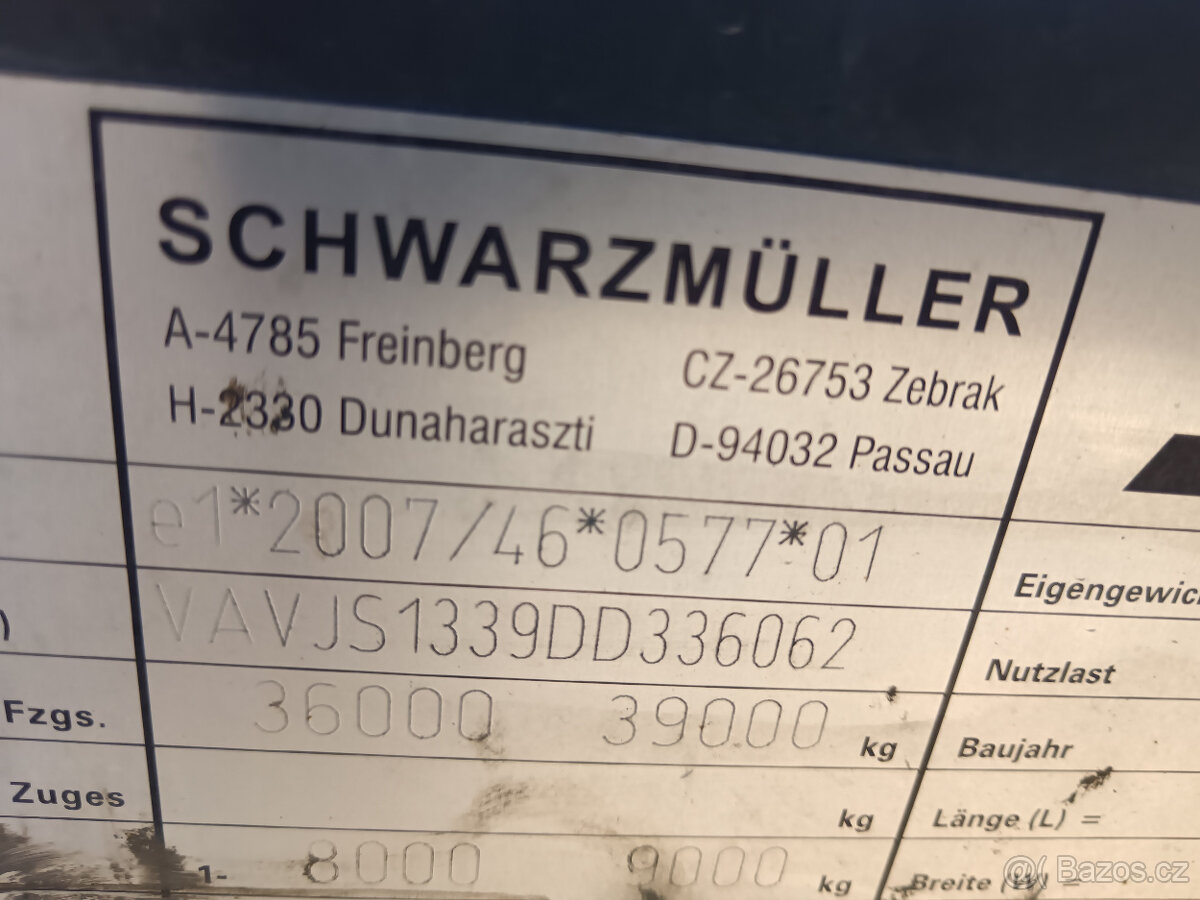 SCHWARZMÜLLER
A-4785 Freinberg CZ-26753 Zebrak
H-2330 Dunaharaszti D-94032 Passau
e1*2007/46*0577*01
Eigengewic
) VAVJS1339DD336062
Nutzlast
Fzgs. 36000 39000 kg Baujahr
Zuges kg Länge (L) =
1- 8000 9000 kg Breite (W) =
@( Bazos.cz